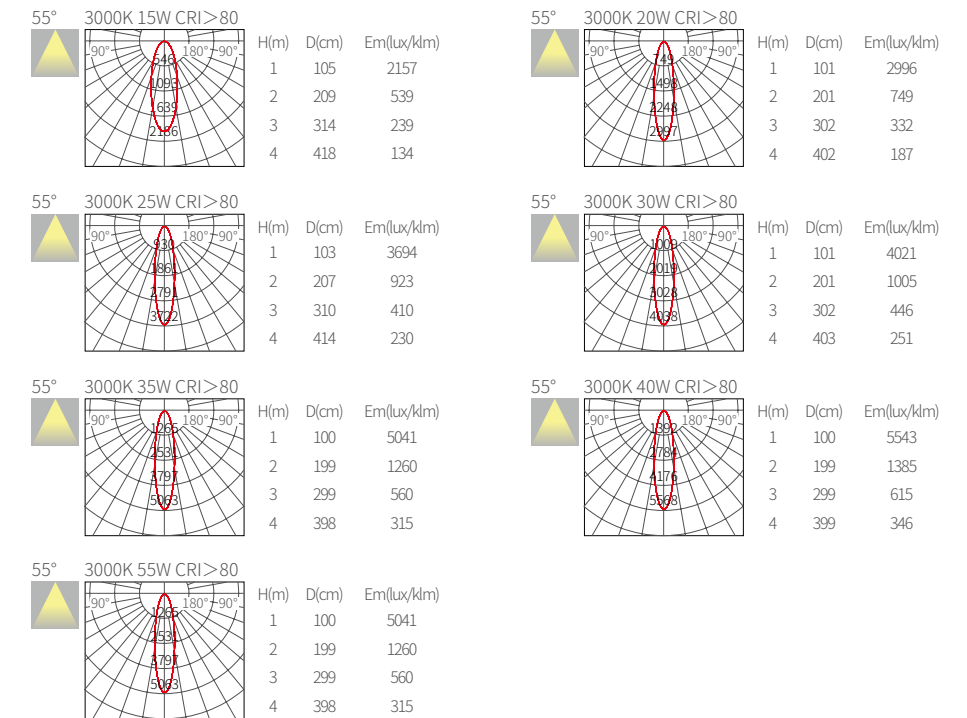 55° 3000K 15W CRI＞80
90° 180° 90°
546
1093
1639
2186
H(m) D(cm) Em(lux/klm)
1 105 2157
2 209 539
3 314 239
4 418 134
55° 3000K 20W CRI＞80
90° 180° 90°
749
1498
2248
2997
H(m) D(cm) Em(lux/klm)
1 101 2996
2 201 749
3 302 332
4 402 187
55° 3000K 25W CRI＞80
90° 180° 90°
930
1861
2791
3722
H(m) D(cm) Em(lux/klm)
1 103 3694
2 207 923
3 310 410
4 414 230
55° 3000K 30W CRI＞80
90° 180° 90°
1009
2019
3028
4038
H(m) D(cm) Em(lux/klm)
1 101 4021
2 201 1005
3 302 446
4 403 251
55° 3000K 35W CRI＞80
90° 180° 90°
1265
2531
3797
5063
H(m) D(cm) Em(lux/klm)
1 100 5041
2 199 1260
3 299 560
4 398 315
55° 3000K 40W CRI＞80
90° 180° 90°
1392
2784
4176
5568
H(m) D(cm) Em(lux/klm)
1 100 5543
2 199 1385
3 299 615
4 399 346
55° 3000K 55W CRI＞80
90° 180° 90°
1265
2531
3797
5063
H(m) D(cm) Em(lux/klm)
1 100 5041
2 199 1260
3 299 560
4 398 315